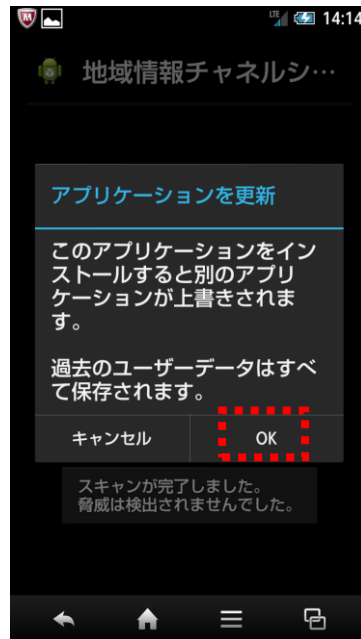 LTE 14:14
地域情報チャネルシ…
アプリケーションを更新
このアプリケーションをイン
ストールすると別のアプリ
ケーションが上書きされま
す。
過去のユーザーデータはすべ
て保存されます。
キャンセル OK
スキャンが完了しました。
脅威は検出されませんでした。